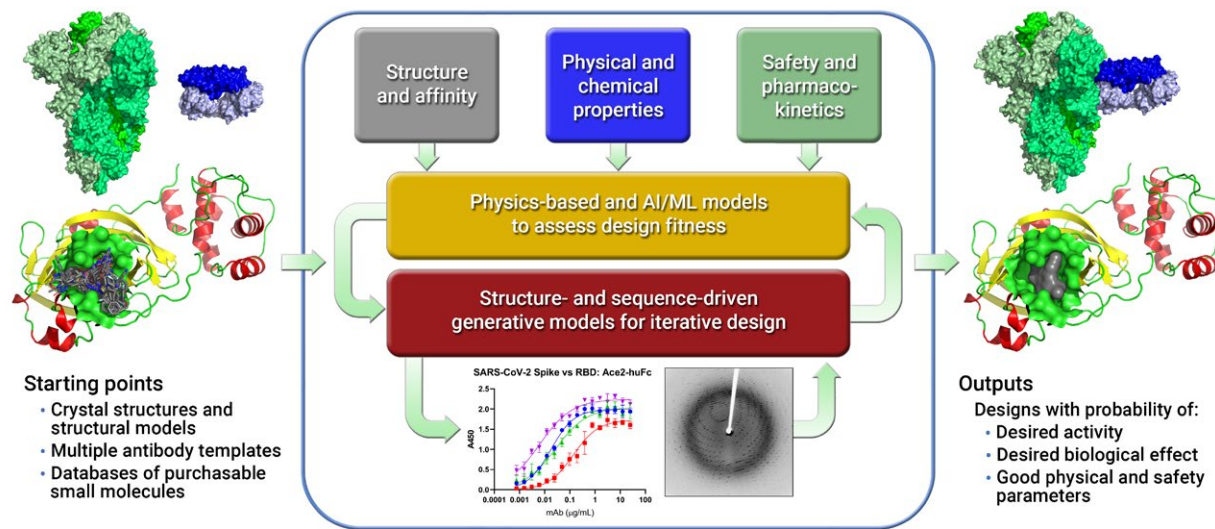 Structure
and affinity
Physical and
chemical
properties
Safety and
pharmaco-
kinetics
Physics-based and AI/ML models
to assess design fitness
Structure- and sequence-driven
generative models for iterative design
Starting points
• Crystal structures and
structural models
• Multiple antibody templates
• Databases of purchasable
small molecules
SARS-CoV-2 Spike vs RBD: Ace2-huFc
A450
2.5
2.0
1.5
1.0
0.5
0.0
0.0001 0.001 0.01 0.1 1 10 100
mAb (µg/mL)
Outputs
Designs with probability of:
• Desired activity
• Desired biological effect
• Good physical and safety
parameters